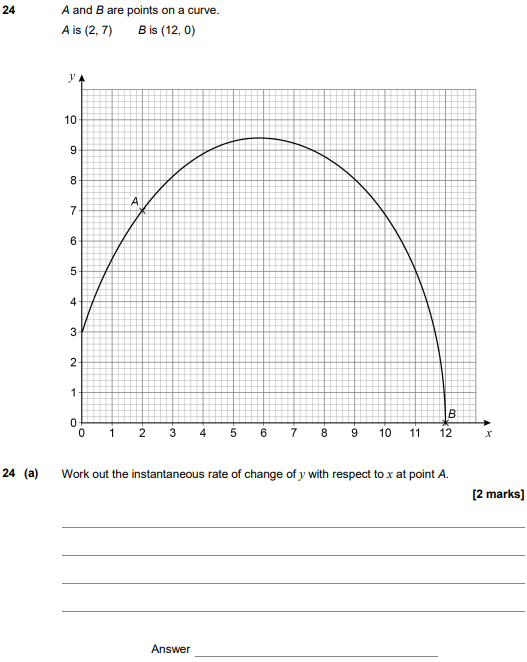 24 A and B are points on a curve.
A is (2, 7) B is (12, 0)
y
10
9
8
A
7
6
5
4
3
2
1
B
0
0 1 2 3 4 5 6 7 8 9 10 11 12 x
24 (a) Work out the instantaneous rate of change of y with respect to x at point A.
[2 marks]
Answer